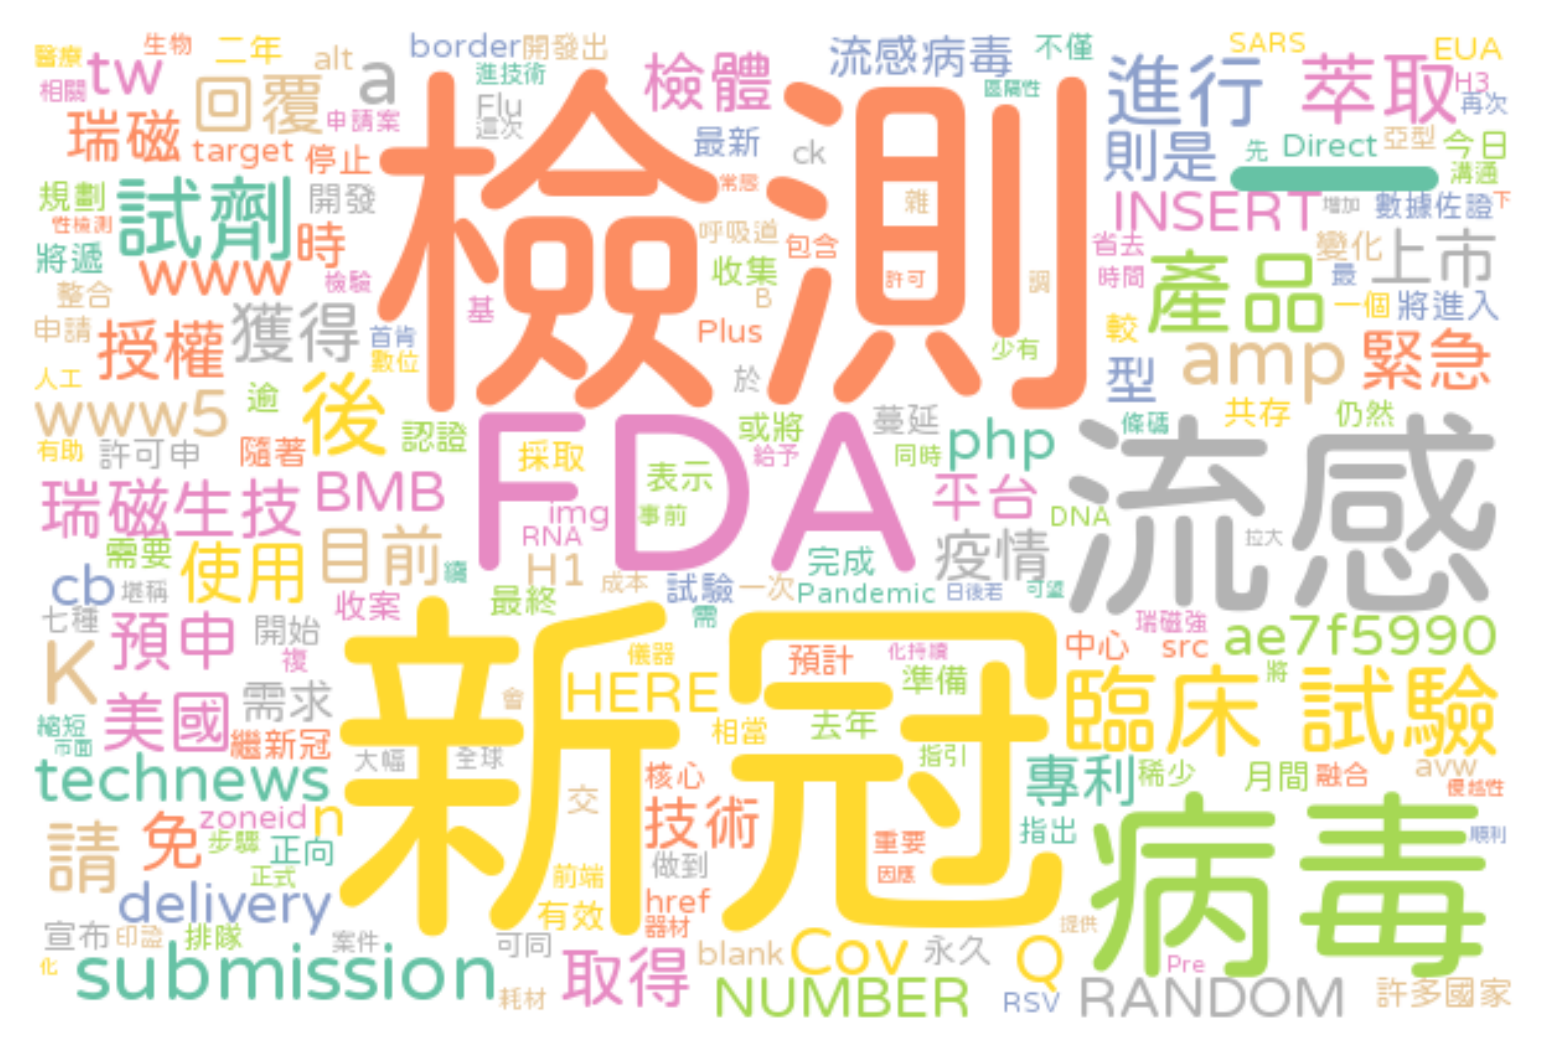 醫療
生物
二年
alt
border
開發出
流感病毒
不僅
SARS
EUA
相關
tw
回覆
a
進技術
檢體
區隔性
進行
萃取
H3
再次
瑞磁
target
申請案
停止
Flu
這次
檢測
最新
ck
則是
先
Direct
亞型
今日
溝通
規劃
試劑
開發
常態
雜
INSERT
增加
數據佐證
下
性檢測
將遞
www
時
檢驗
呼吸道
包含
省去
時間
產品
變化
上市
最
整合
基
收集
B
許可
調
一個
將進入
申請
授權
獲得
首肯
數位
Plus
少有
較
型
amp
緊急
人工
www5
逾
後
於
蔓延
共存
仍然
有助
許可申
隨著
認證
FDA
採取
或將
給予
同時
php
條碼
流感
瑞磁生技
BMB
表示
img
事前
RNA
平台
DNA
疫情
拉大
需要
使用
目前
續
H1
完成
cb
堪稱
收案
最終
成本
試驗
一次
Pandemic
日後若
可望
七種
預申
開始
新冠
需
瑞磁強
中心
src
ae7f5990
K
複
儀器
預計
化持續
將
美國
需求
會
HERE
準備
臨床
試驗
縮短
市面
繼新冠
相當
去年
technews
大幅
全球
指引
核心
專利
稀少
月間
融合
avw
優越性
zoneid
n
交
技術
病毒
順利
請
免
步驟
正向
正式
做到
重要
因應
指出
delivery
前端
有效
href
器材
提供
宣布
印證
排隊
案件
可同
化
submission
耗材
取得
blank
Cov
永久
Q
Pre
NUMBER
RSV
RANDOM
許多國家